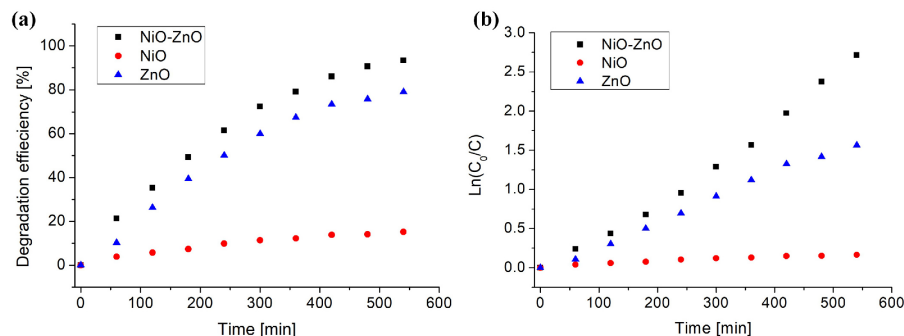 (a)
NiO-ZnO
NiO
ZnO
Degradation effieciency [%]
100
80
60
40
20
0
0 100 200 300 400 500 600
Time [min]
(b)
NiO-ZnO
NiO
ZnO
Ln(C₀/C)
3.0
2.5
2.0
1.5
1.0
0.5
0.0
0 100 200 300 400 500 600
Time [min]